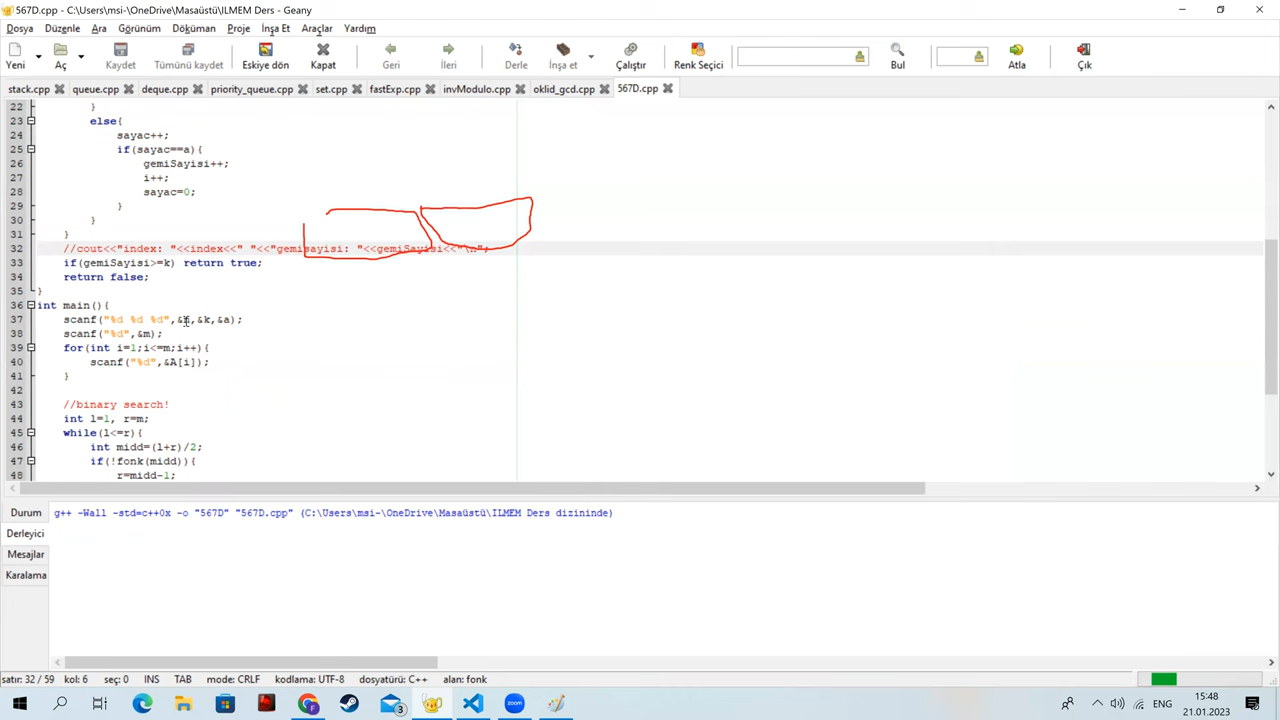 567D.cpp - C:\Users\msi-\OneDrive\Masaüstü\ILMEM Ders - Geany
Dosya Düzenle Ara Görünüm Döküman Proje İnşa Et Araçlar Yardım
Yeni Aç Kaydet Tümünü kaydet Eskiye dön Kapat Geri İleri Derle İnşa et Çalıştır Renk Seçici Bul Atla Çık
stack.cpp queue.cpp deque.cpp priority_queue.cpp set.cpp fastExp.cpp invModulo.cpp oklid_gcd.cpp 567D.cpp
22 }
23 else{
24 sayac++;
25 if(sayac==a){
26 gemiSayisi++;
27 i++;
28 sayac=0;
29 }
30 }
31 }
32 //cout<<"index: "<<index<<" "<<"gemisayisi: "<<gemiSayisi<<"\n";
33 if(gemiSayisi>=k) return true;
34 return false;
35 }
36 int main(){
37 scanf("%d %d %d",&n,&k,&a);
38 scanf("%d",&m);
39 for(int i=1;i<=m;i++){
40 scanf("%d",&A[i]);
41 }
42
43 //binary search!
44 int l=1, r=m;
45 while(l<=r){
46 int midd=(l+r)/2;
47 if(!fonk(midd)){
48 r=midd-1;
Durum
Derleyici
Mesajlar
Karalama
g++ -Wall -std=c++0x -o "567D" "567D.cpp" (C:\Users\msi-\OneDrive\Masaüstü\ILMEM Ders dizininde)
satır: 32 / 59 kol: 6 seç: 0 INS TAB mode: CRLF kodlama: UTF-8 dosyatürü: C++ alan: fonk
3 F zoom ENG 15:48
21.01.2023